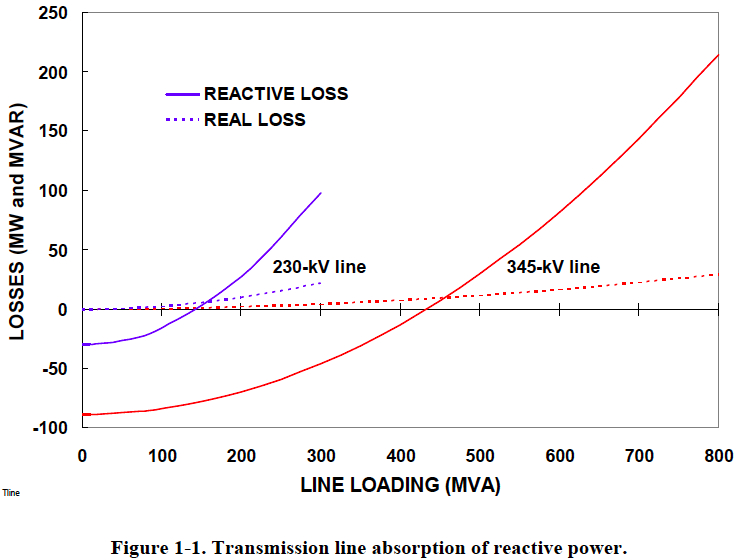 250
200
150
100
50
0
-50
-100
LOSSES (MW and MVAR)
REACTIVE LOSS
REAL LOSS
230-kV line
345-kV line
0 100 200 300 400 500 600 700 800
LINE LOADING (MVA)
Tline
Figure 1-1. Transmission line absorption of reactive power.